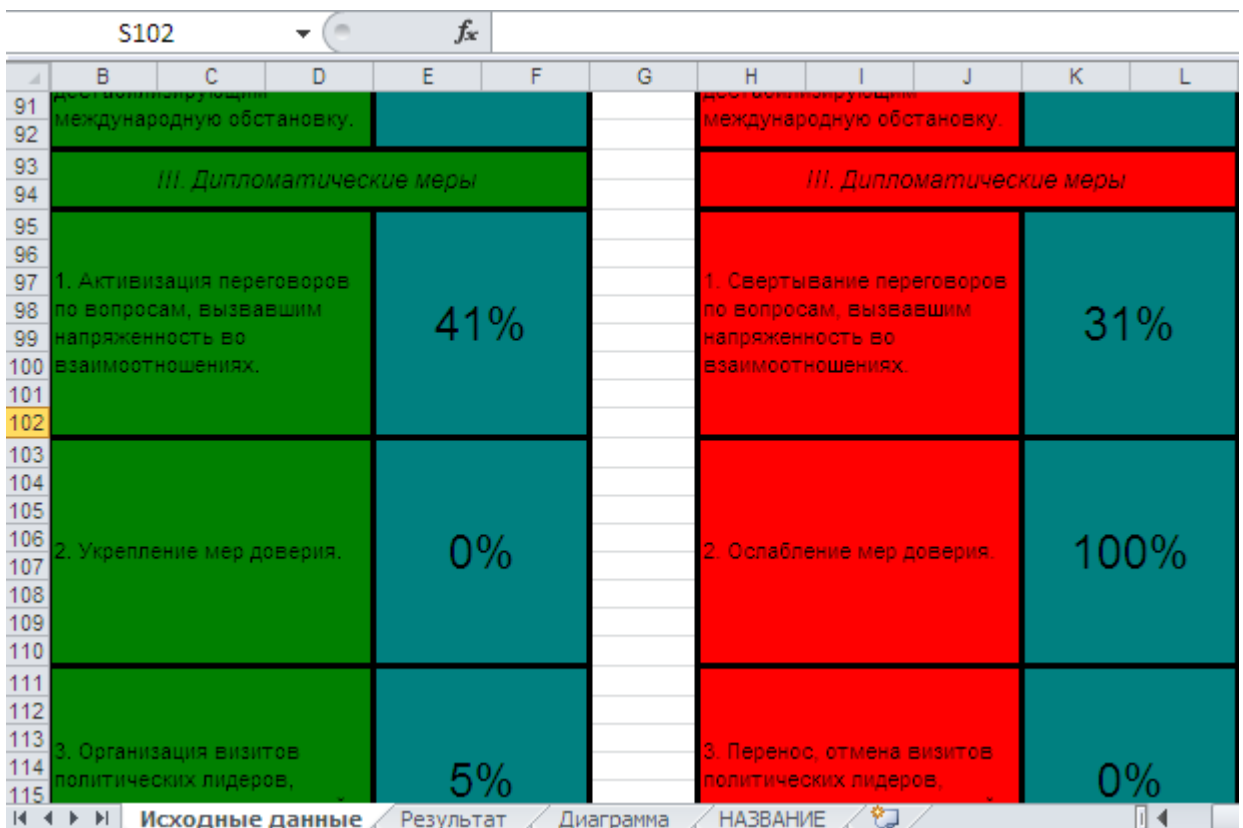 S102 fx
B C D E F G H I J K L
91
92
93
94
95
96
97
98
99
100
101
102
103
104
105
106
107
108
109
110
111
112
113
114
115
международную обстановку.
международную обстановку.
III. Дипломатические меры
III. Дипломатические меры
1. Активизация переговоров
по вопросам, вызвавшим
напряженность во
взаимоотношениях.
41%
1. Свертывание переговоров
по вопросам, вызвавшим
напряженность во
взаимоотношениях.
31%
2. Укрепление мер доверия.
0%
2. Ослабление мер доверия.
100%
3. Организация визитов
политических лидеров,
5%
3. Перенос, отмена визитов
политических лидеров,
0%
Исходные данные Результат Диаграмма НАЗВАНИЕ